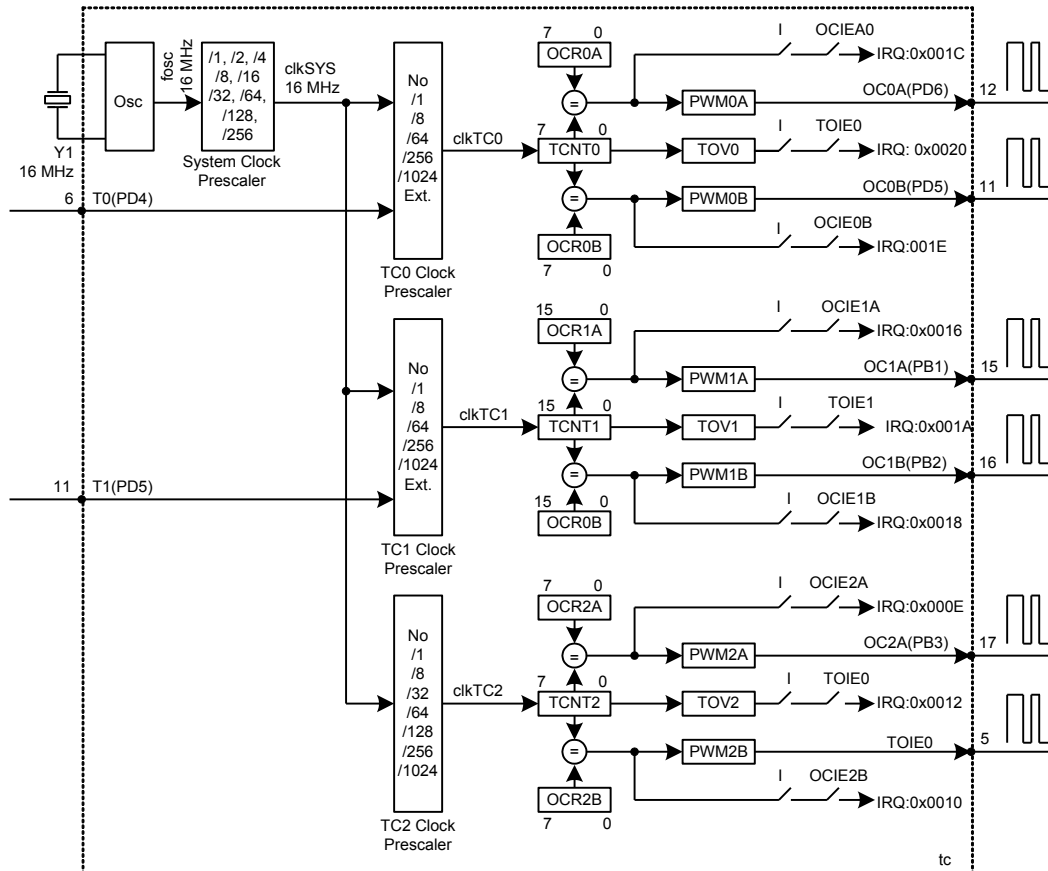 7 0
OCR0A
=
PWM0A
I OCIEA0
IRQ:0x001C
OC0A(PD6) 12
/1, /2, /4
/8, /16
/32, /64,
/128,
/256
System Clock
Prescaler
Osc
fosc
16 MHz
clkSYS
16 MHz
Y1
16 MHz
No
/1
/8
/64
/256
/1024
Ext.
TC0 Clock
Prescaler
clkTC0
7 0
TCNT0
TOV0
I TOIE0
IRQ: 0x0020
6 T0(PD4)
=
PWM0B
OC0B(PD5) 11
OCR0B
7 0
I OCIE0B
IRQ:001E
15 0
OCR1A
I OCIE1A
IRQ:0x0016
=
PWM1A
OC1A(PB1) 15
No
/1
/8
/64
/256
/1024
Ext.
TC1 Clock
Prescaler
clkTC1
15 0
TCNT1
TOV1
I TOIE1
IRQ:0x001A
11 T1(PD5)
=
PWM1B
OC1B(PB2) 16
15 0
OCR0B
I OCIE1B
IRQ:0x0018
7 0
OCR2A
I OCIE2A
IRQ:0x000E
=
PWM2A
OC2A(PB3) 17
No
/1
/8
/32
/64
/128
/256
/1024
TC2 Clock
Prescaler
clkTC2
7 0
TCNT2
TOV2
I TOIE0
IRQ:0x0012
=
PWM2B
TOIE0 5
OCR2B
7 0
I OCIE2B
IRQ:0x0010
tc